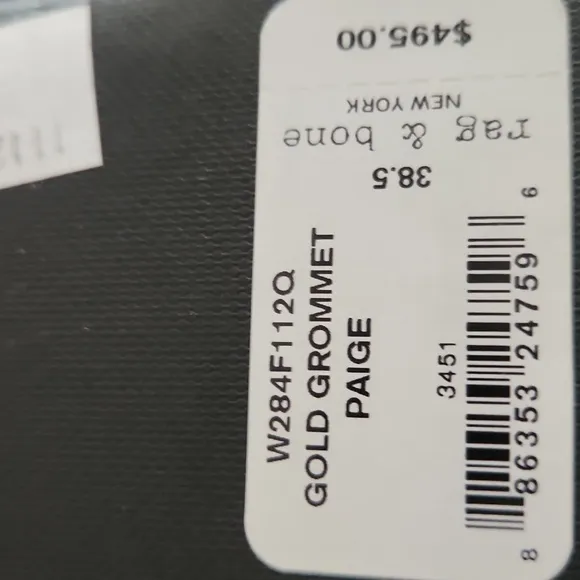 $495.00
NEW YORK
rag & bone
38.5
W284F112Q
GOLD GROMMET
PAIGE
3451
8 86353 24759 6